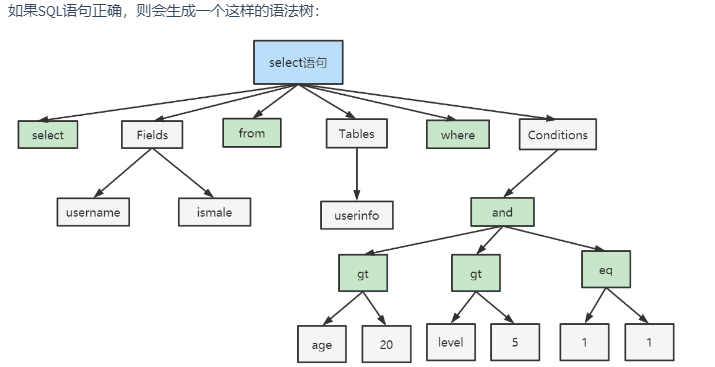 如果SQL语句正确，则会生成一个这样的语法树：
select语句
select
Fields
from
Tables
where
Conditions
username
ismale
userinfo
and
gt
gt
eq
age
20
level
5
1
1